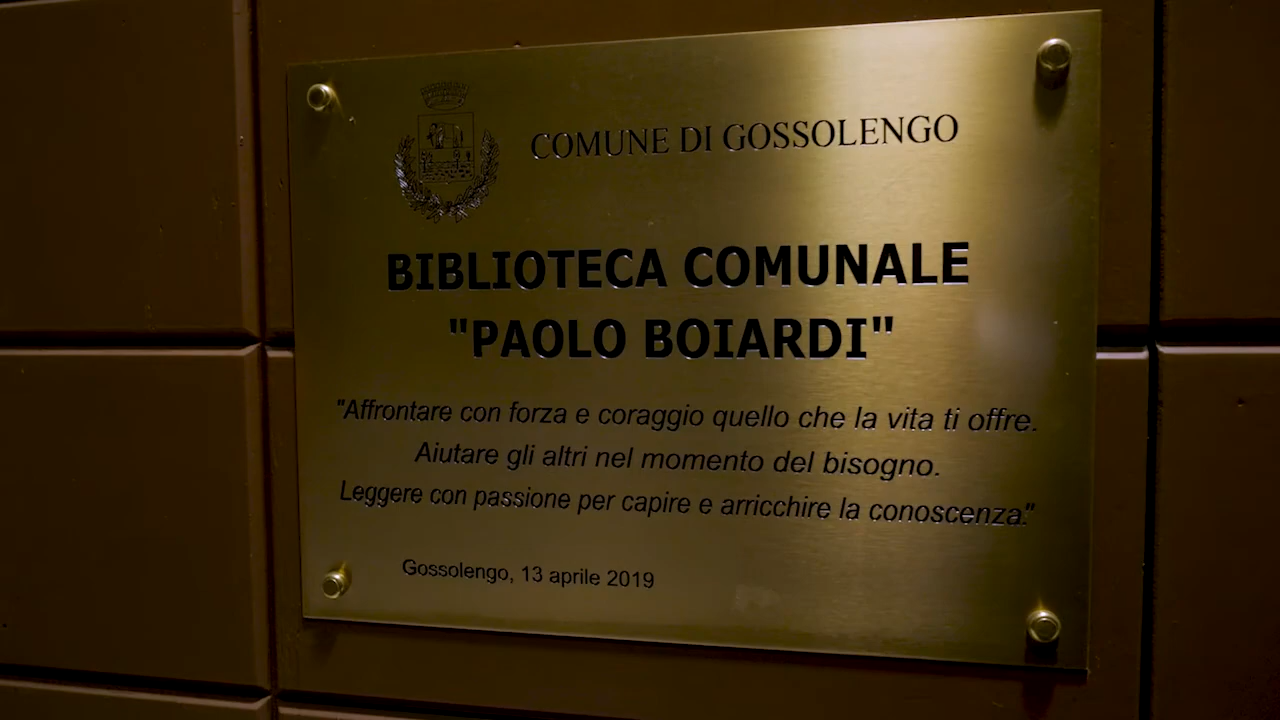 COMUNE DI GOSSOLENGO
BIBLIOTECA COMUNALE
"PAOLO BOIARDI"
"Affrontare con forza e coraggio quello che la vita ti offre.
Aiutare gli altri nel momento del bisogno.
Leggere con passione per capire e arricchire la conoscenza."
Gossolengo, 13 aprile 2019